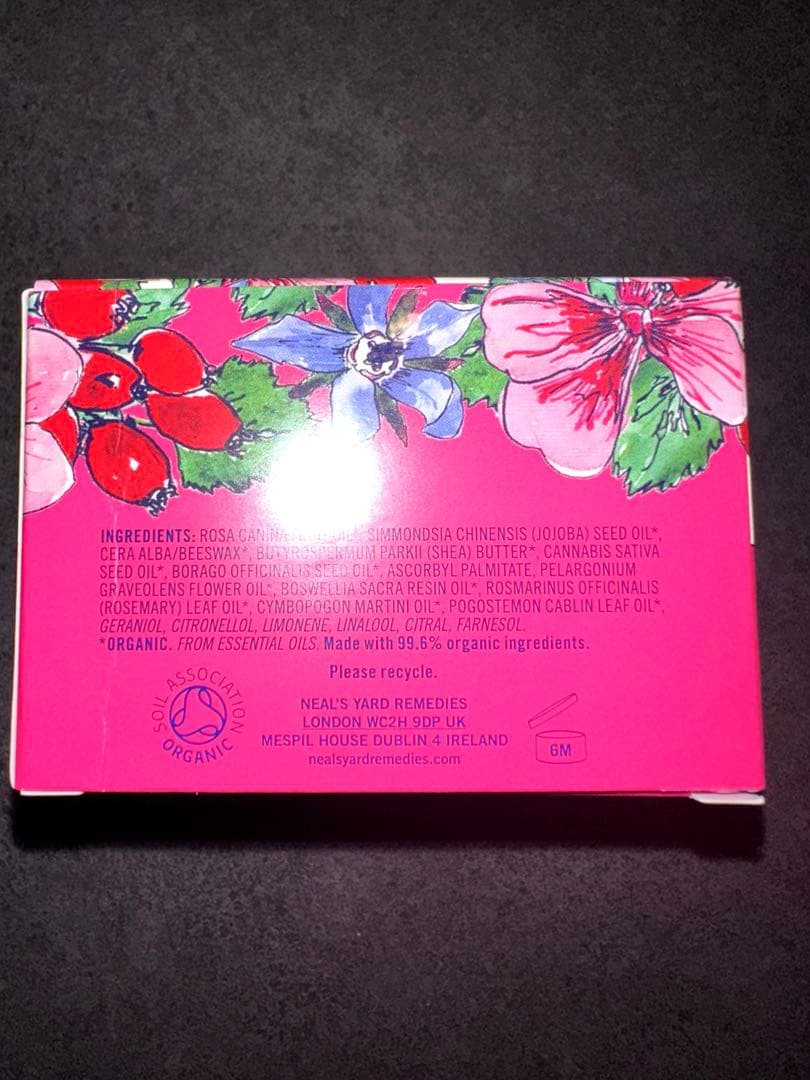 INGREDIENTS: ROSA CANINA OIL*, SIMMONDSIA CHINENSIS (JOJOBA) SEED OIL*,
CERA ALBA/BEESWAX*, BUTYROSPERMUM PARKII (SHEA) BUTTER*, CANNABIS SATIVA
SEED OIL*, BORAGO OFFICINALIS SEED OIL*, ASCORBYL PALMITATE, PELARGONIUM
GRAVEOLENS FLOWER OIL*, BOSWELLIA SACRA RESIN OIL*, ROSMARINUS OFFICINALIS
(ROSEMARY) LEAF OIL*, CYMBOPOGON MARTINI OIL*, POGOSTEMON CABLIN LEAF OIL*,
GERANIOL, CITRONELLOL, LIMONENE, LINALOOL, CITRAL, FARNESOL.
*ORGANIC. FROM ESSENTIAL OILS. Made with 99.6% organic ingredients.
Please recycle.
SOIL ASSOCIATION
ORGANIC
NEAL'S YARD REMEDIES
LONDON WC2H 9DP UK
MESPIL HOUSE DUBLIN 4 IRELAND
nealsyardremedies.com
6M